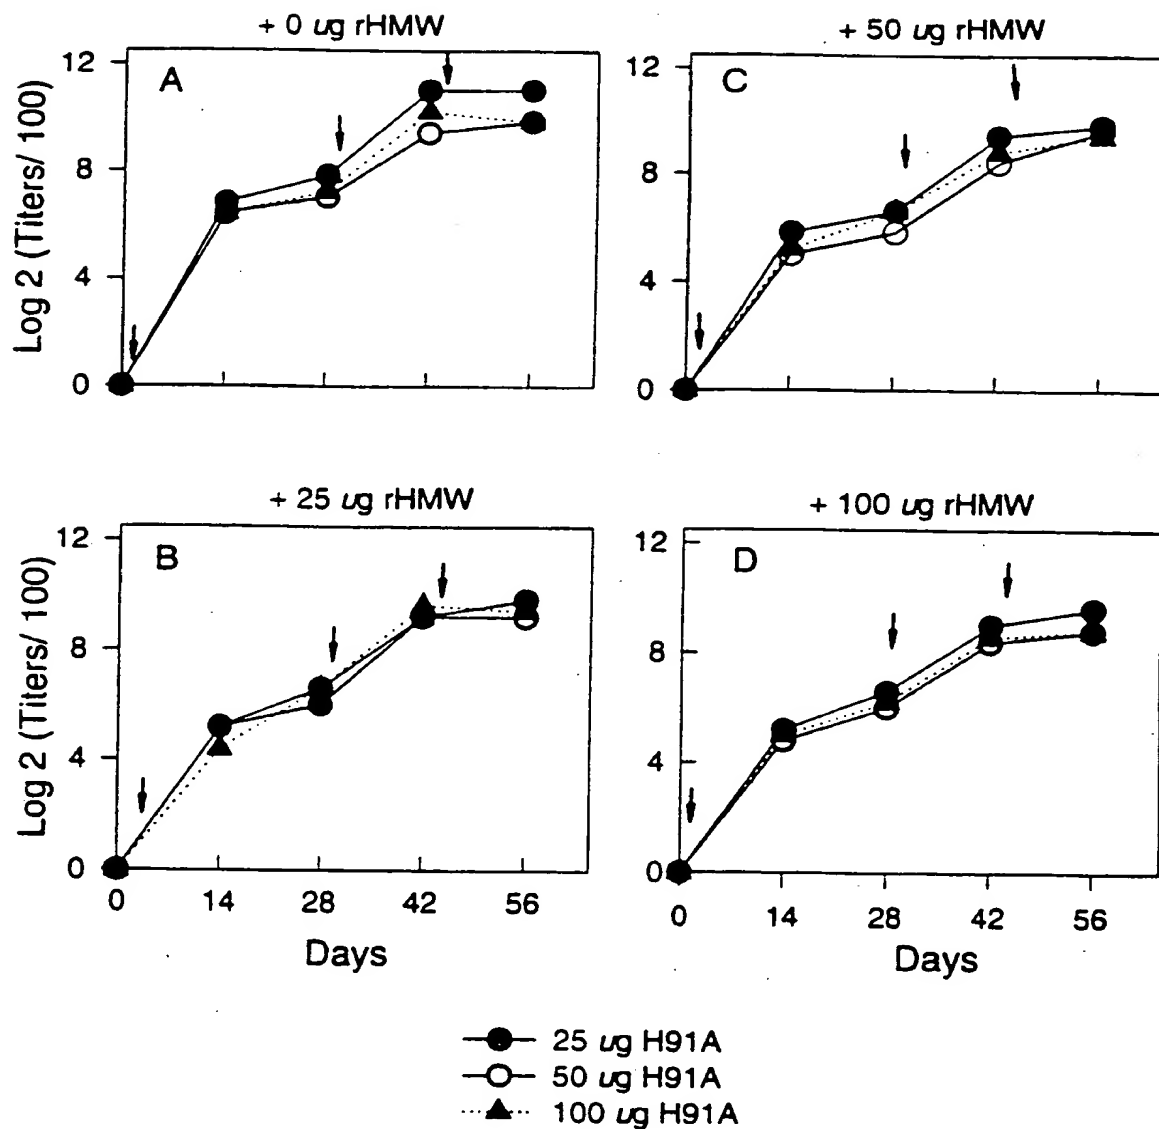 + 0 ug rHMW
A
12
8
4
0
Log 2 (Titers/ 100)
+ 50 ug rHMW
C
12
8
4
0
+ 25 ug rHMW
B
12
8
4
0
Log 2 (Titers/ 100)
0 14 28 42 56
Days
+ 100 ug rHMW
D
12
8
4
0
0 14 28 42 56
Days
25 ug H91A
50 ug H91A
100 ug H91A